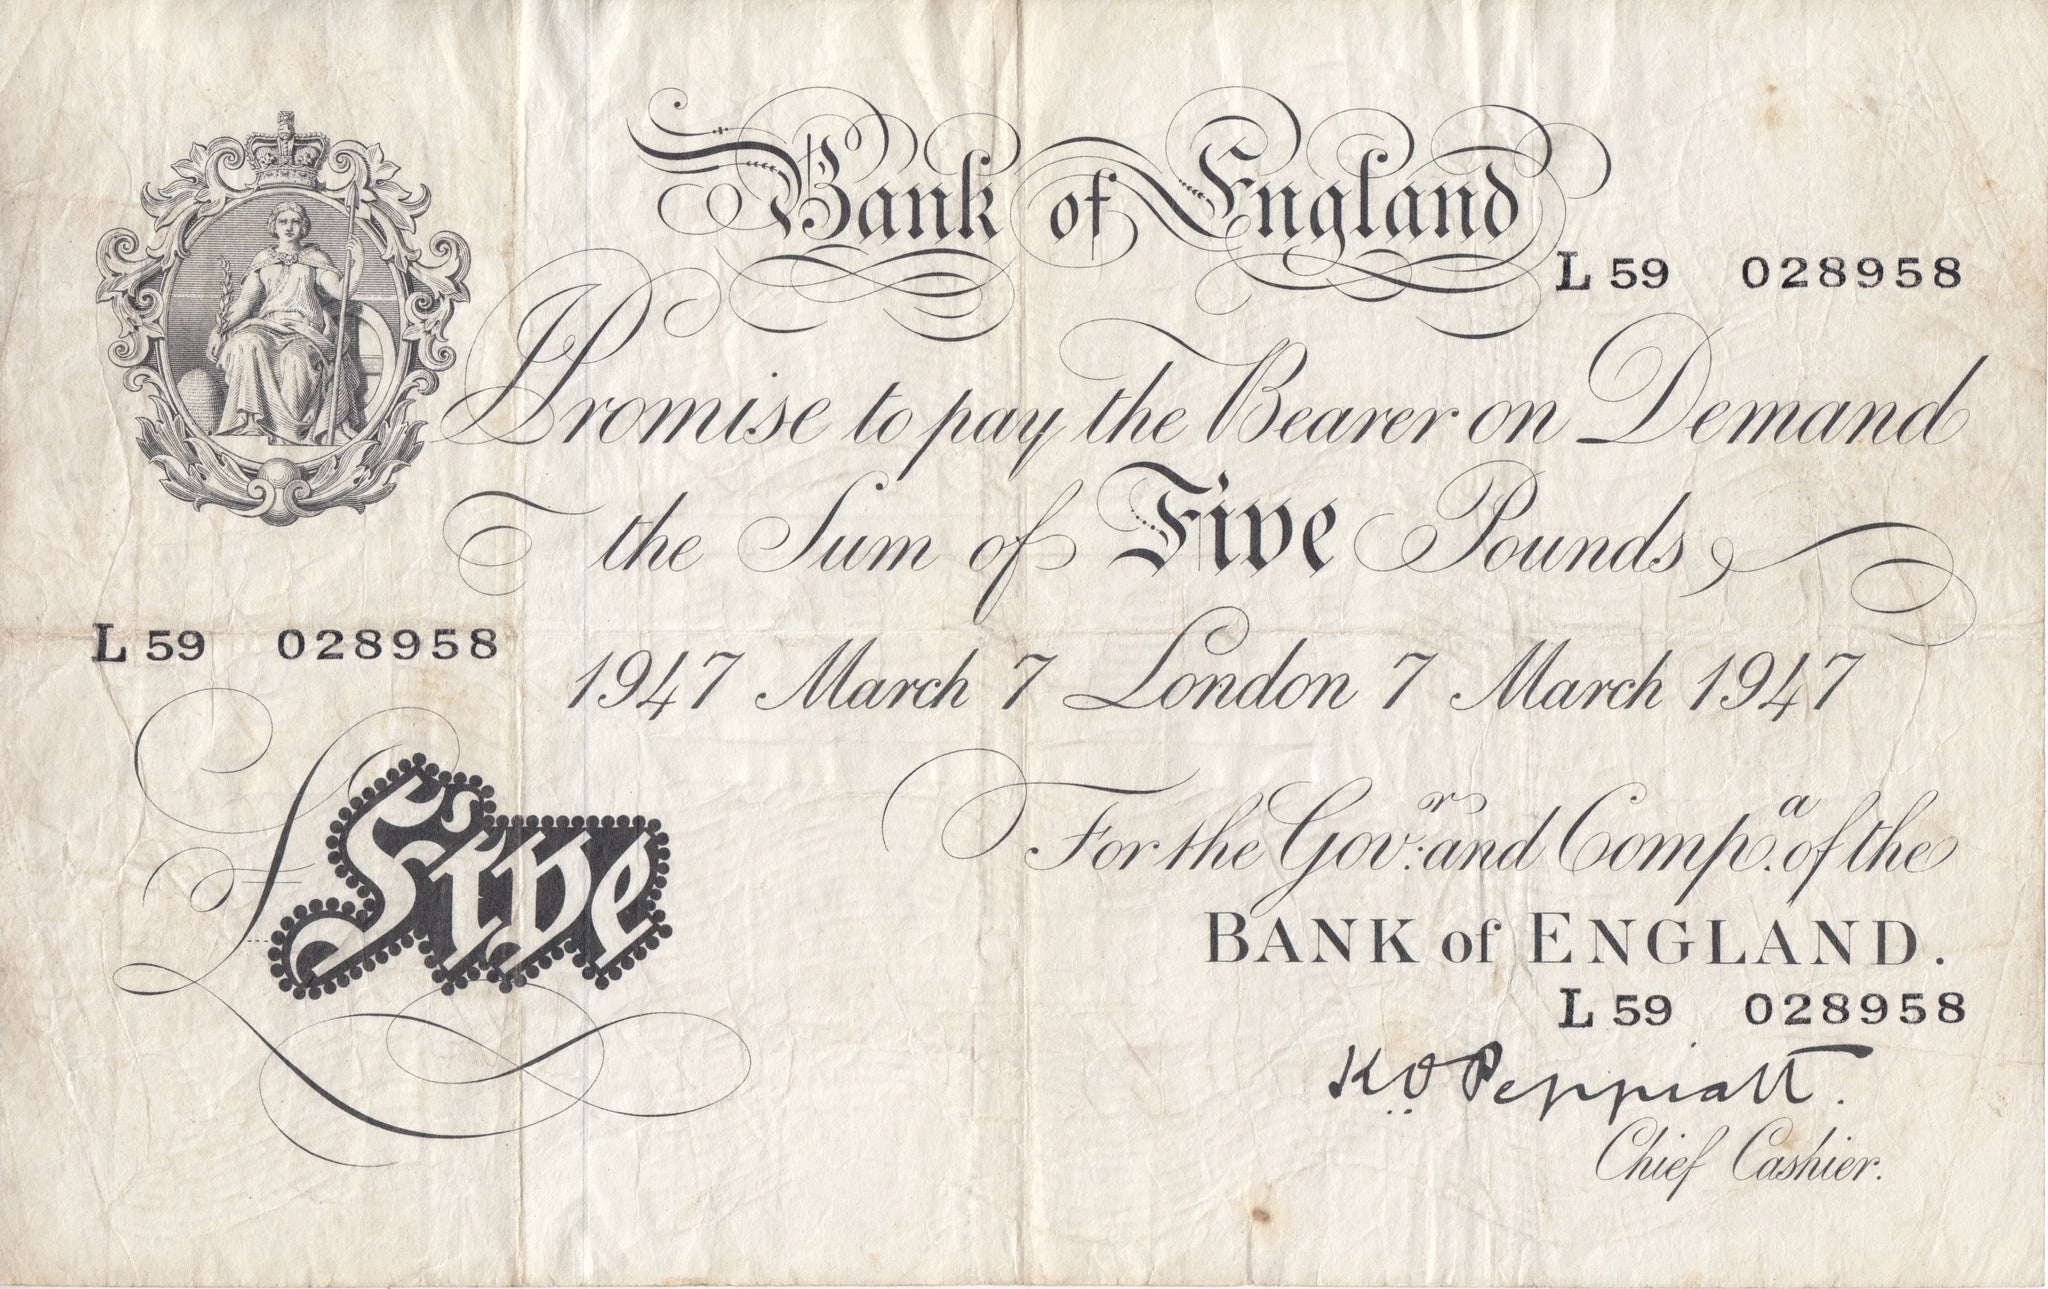 Bank of England
L 59 028958
I Promise to pay the Bearer on Demand
the Sum of Five Pounds
L 59 028958
1947 March 7 London 7 March 1947
£ Five
For the Gov.r and Comp.a of the
BANK of ENGLAND.
L 59 028958
K.O. Peppiatt.
Chief Cashier.